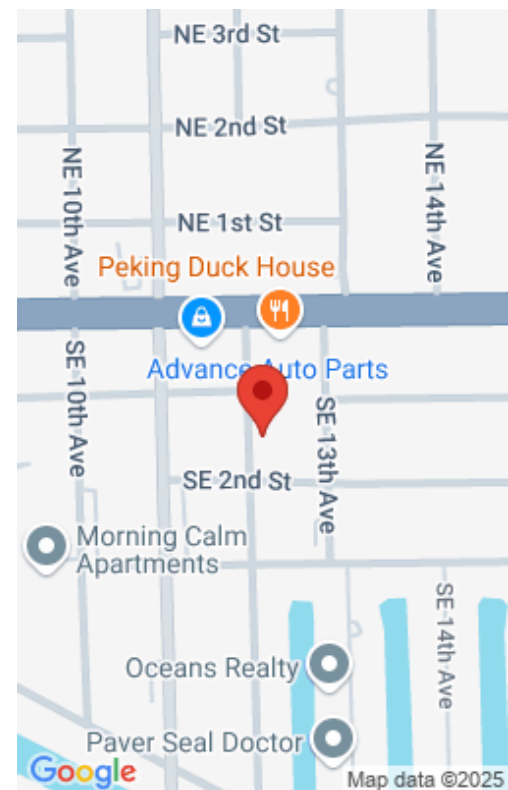 NE 3rd St
NE 2nd St
NE 10th Ave
NE 14th Ave
NE 1st St
Peking Duck House
Advance Auto Parts
SE 10th Ave
SE 13th Ave
SE 2nd St
Morning Calm
Apartments
SE 14th Ave
Oceans Realty
Paver Seal Doctor
Google
Map data ©2025